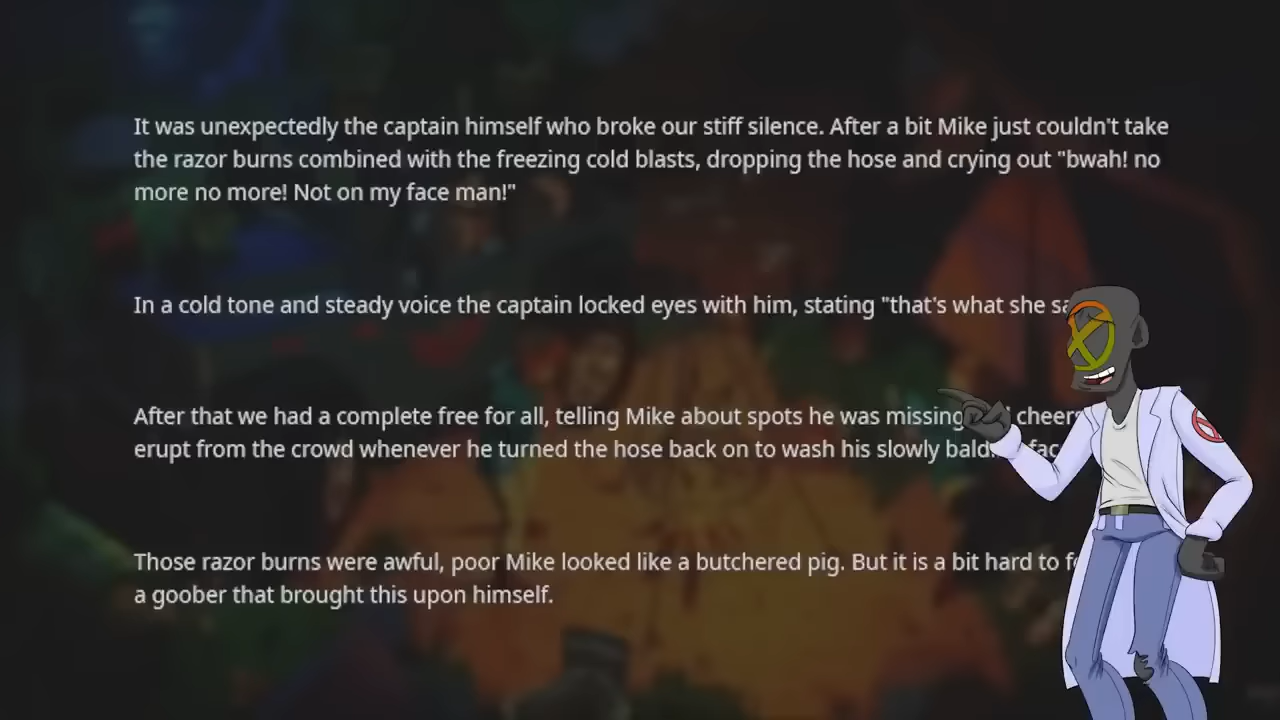 It was unexpectedly the captain himself who broke our stiff silence. After a bit Mike just couldn't take
the razor burns combined with the freezing cold blasts, dropping the hose and crying out "bwah! no
more no more! Not on my face man!"
In a cold tone and steady voice the captain locked eyes with him, stating "that's what she
After that we had a complete free for all, telling Mike about spots he was missing
erupt from the crowd whenever he turned the hose back on to wash his slowly
Those razor burns were awful, poor Mike looked like a butchered pig. But it is a bit hard to
a goober that brought this upon himself.